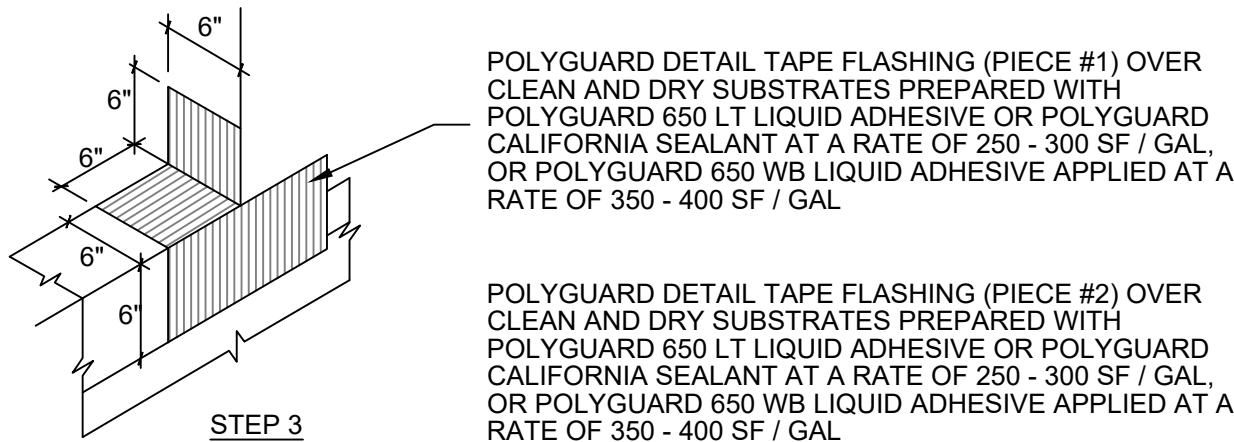 6"
6"
6"
6"
6"
STEP 3
POLYGUARD DETAIL TAPE FLASHING (PIECE #1) OVER
CLEAN AND DRY SUBSTRATES PREPARED WITH
POLYGUARD 650 LT LIQUID ADHESIVE OR POLYGUARD
CALIFORNIA SEALANT AT A RATE OF 250 - 300 SF / GAL,
OR POLYGUARD 650 WB LIQUID ADHESIVE APPLIED AT A
RATE OF 350 - 400 SF / GAL
POLYGUARD DETAIL TAPE FLASHING (PIECE #2) OVER
CLEAN AND DRY SUBSTRATES PREPARED WITH
POLYGUARD 650 LT LIQUID ADHESIVE OR POLYGUARD
CALIFORNIA SEALANT AT A RATE OF 250 - 300 SF / GAL,
OR POLYGUARD 650 WB LIQUID ADHESIVE APPLIED AT A
RATE OF 350 - 400 SF / GAL